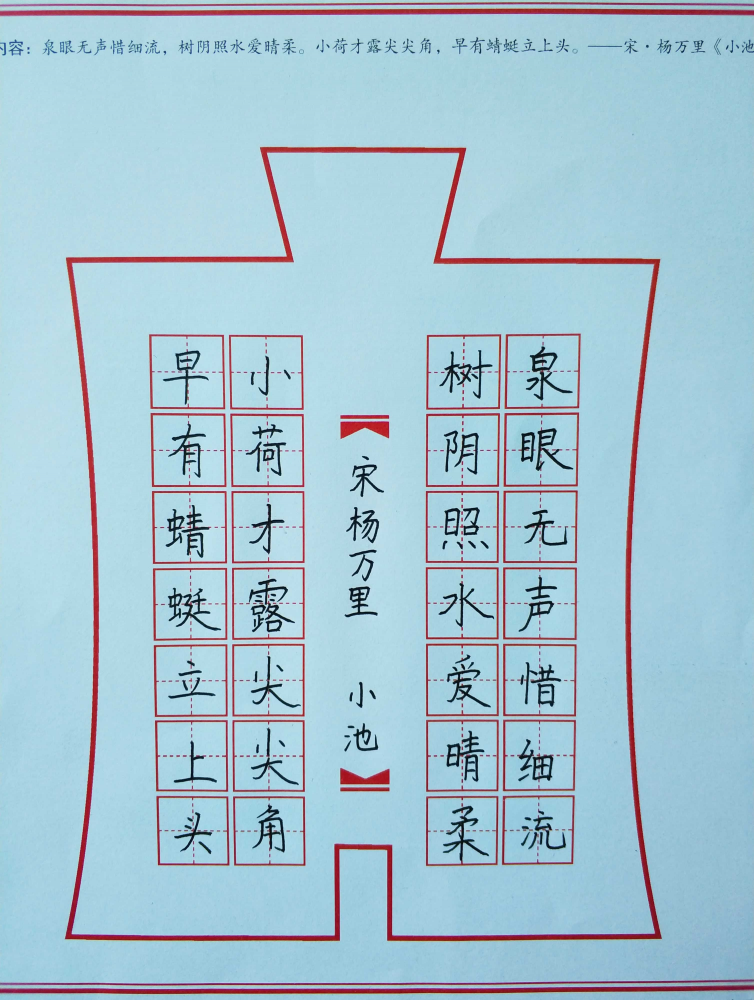 内容：泉眼无声惜细流，树阴照水爱晴柔。小荷才露尖尖角，早有蜻蜓立上头。——宋·杨万里《小池
泉眼无声惜细流
树阴照水爱晴柔
宋杨万里 小池
小荷才露尖尖角
早有蜻蜓立上头